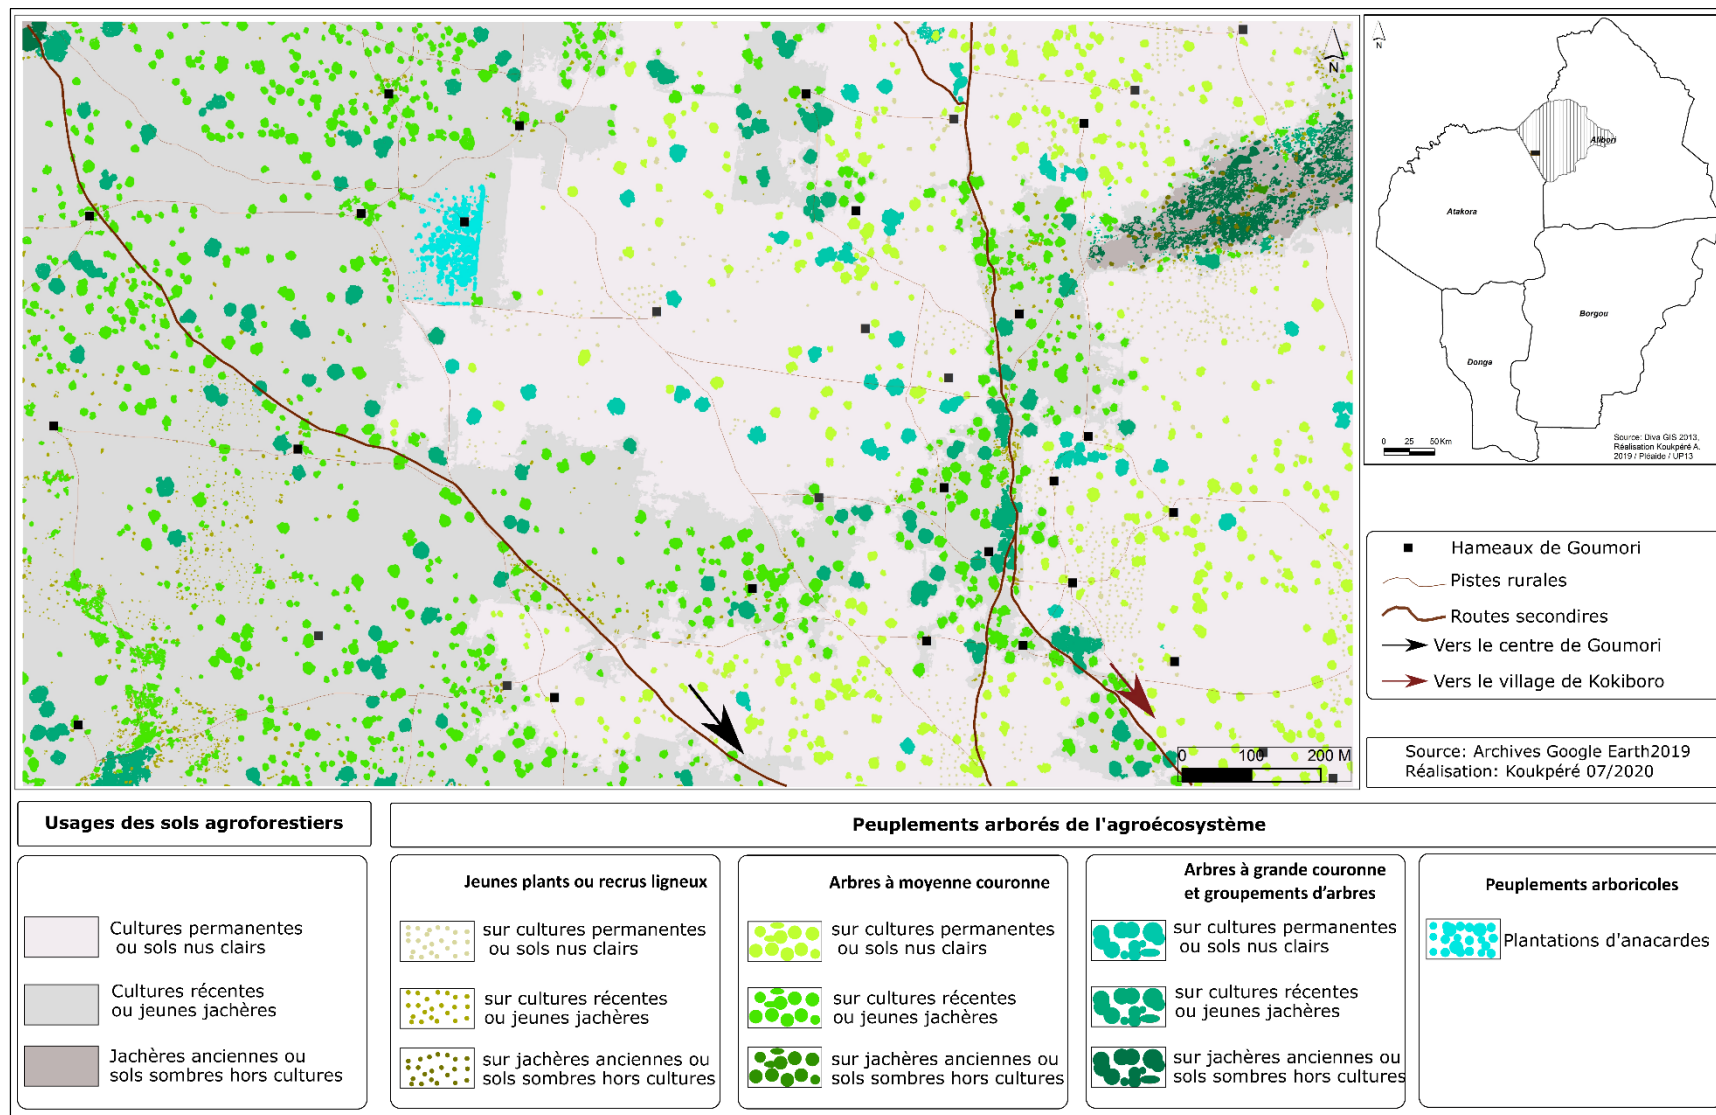 N
0
100
200 M
N
Alibori
Atakora
Borgou
Donga
0 25 50 Km
Source: Diva GIS 2013,
Réalisation Koukpéré A.
2019 / Pléaide / UP13
Hameaux de Goumori
Pistes rurales
Routes secondires
Vers le centre de Goumori
Vers le village de Kokiboro
Source: Archives Google Earth2019
Réalisation: Koukpéré 07/2020
Usages des sols agroforestiers
Cultures permanentes
ou sols nus clairs
Cultures récentes
ou jeunes jachères
Jachères anciennes ou
sols sombres hors cultures
Peuplements arborés de l'agroécosystème
Jeunes plants ou recrus ligneux
sur cultures permanentes
ou sols nus clairs
sur cultures récentes
ou jeunes jachères
sur jachères anciennes ou
sols sombres hors cultures
Arbres à moyenne couronne
sur cultures permanentes
ou sols nus clairs
sur cultures récentes
ou jeunes jachères
sur jachères anciennes ou
sols sombres hors cultures
Arbres à grande couronne
et groupements d'arbres
sur cultures permanentes
ou sols nus clairs
sur cultures récentes
ou jeunes jachères
sur jachères anciennes ou
sols sombres hors cultures
Peuplements arboricoles
Plantations d'anacardes